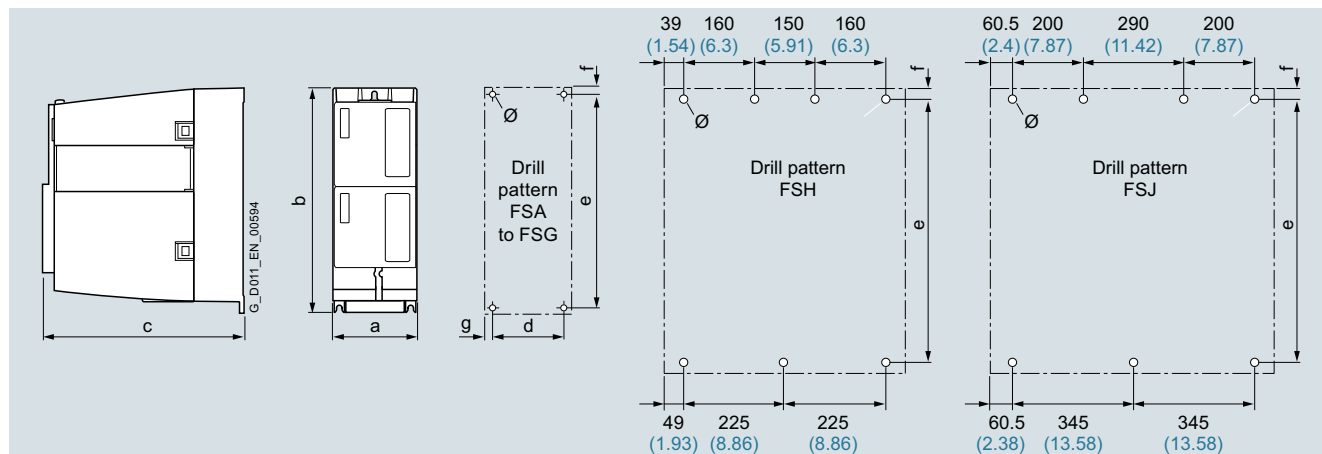 G_D011_EN_00594
c
b
a
Ø
Drill
pattern
FSA
to FSG
e
f
g
d
39 160 150 160
(1.54) (6.3) (5.91) (6.3)
f
Ø
Drill pattern
FSH
e
49 225 225
(1.93) (8.86) (8.86)
60.5 200 290 200
(2.4) (7.87) (11.42) (7.87)
f
Ø
Drill pattern
FSJ
e
60.5 345 345
(2.38) (13.58) (13.58)